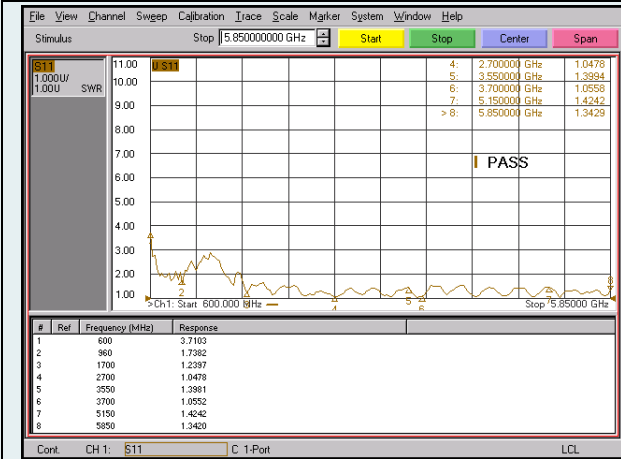 File View Channel Sweep Calibration Trace Scale Marker System Window Help
Stimulus Stop 5.850000000 GHz Start Stop Center Span
S11
1.000U/
1.00U SWR
11.00 U S11
10.00
9.00
8.00
7.00
6.00
5.00
4.00
3.00
2.00
1.00
4: 2.700000 GHz 1.0478
5: 3.550000 GHz 1.3994
6: 3.700000 GHz 1.0558
7: 5.150000 GHz 1.4242
> 8: 5.850000 GHz 1.3429
PASS
2 3 4 5 6 7 8
>Ch1: Start 600.000 MHz Stop 5.85000 GHz
# Ref Frequency (MHz) Response
1 600 3.7103
2 960 1.7382
3 1700 1.2397
4 2700 1.0478
5 3550 1.3981
6 3700 1.0552
7 5150 1.4242
8 5850 1.3420
Cont. CH 1: S11 C 1-Port LCL